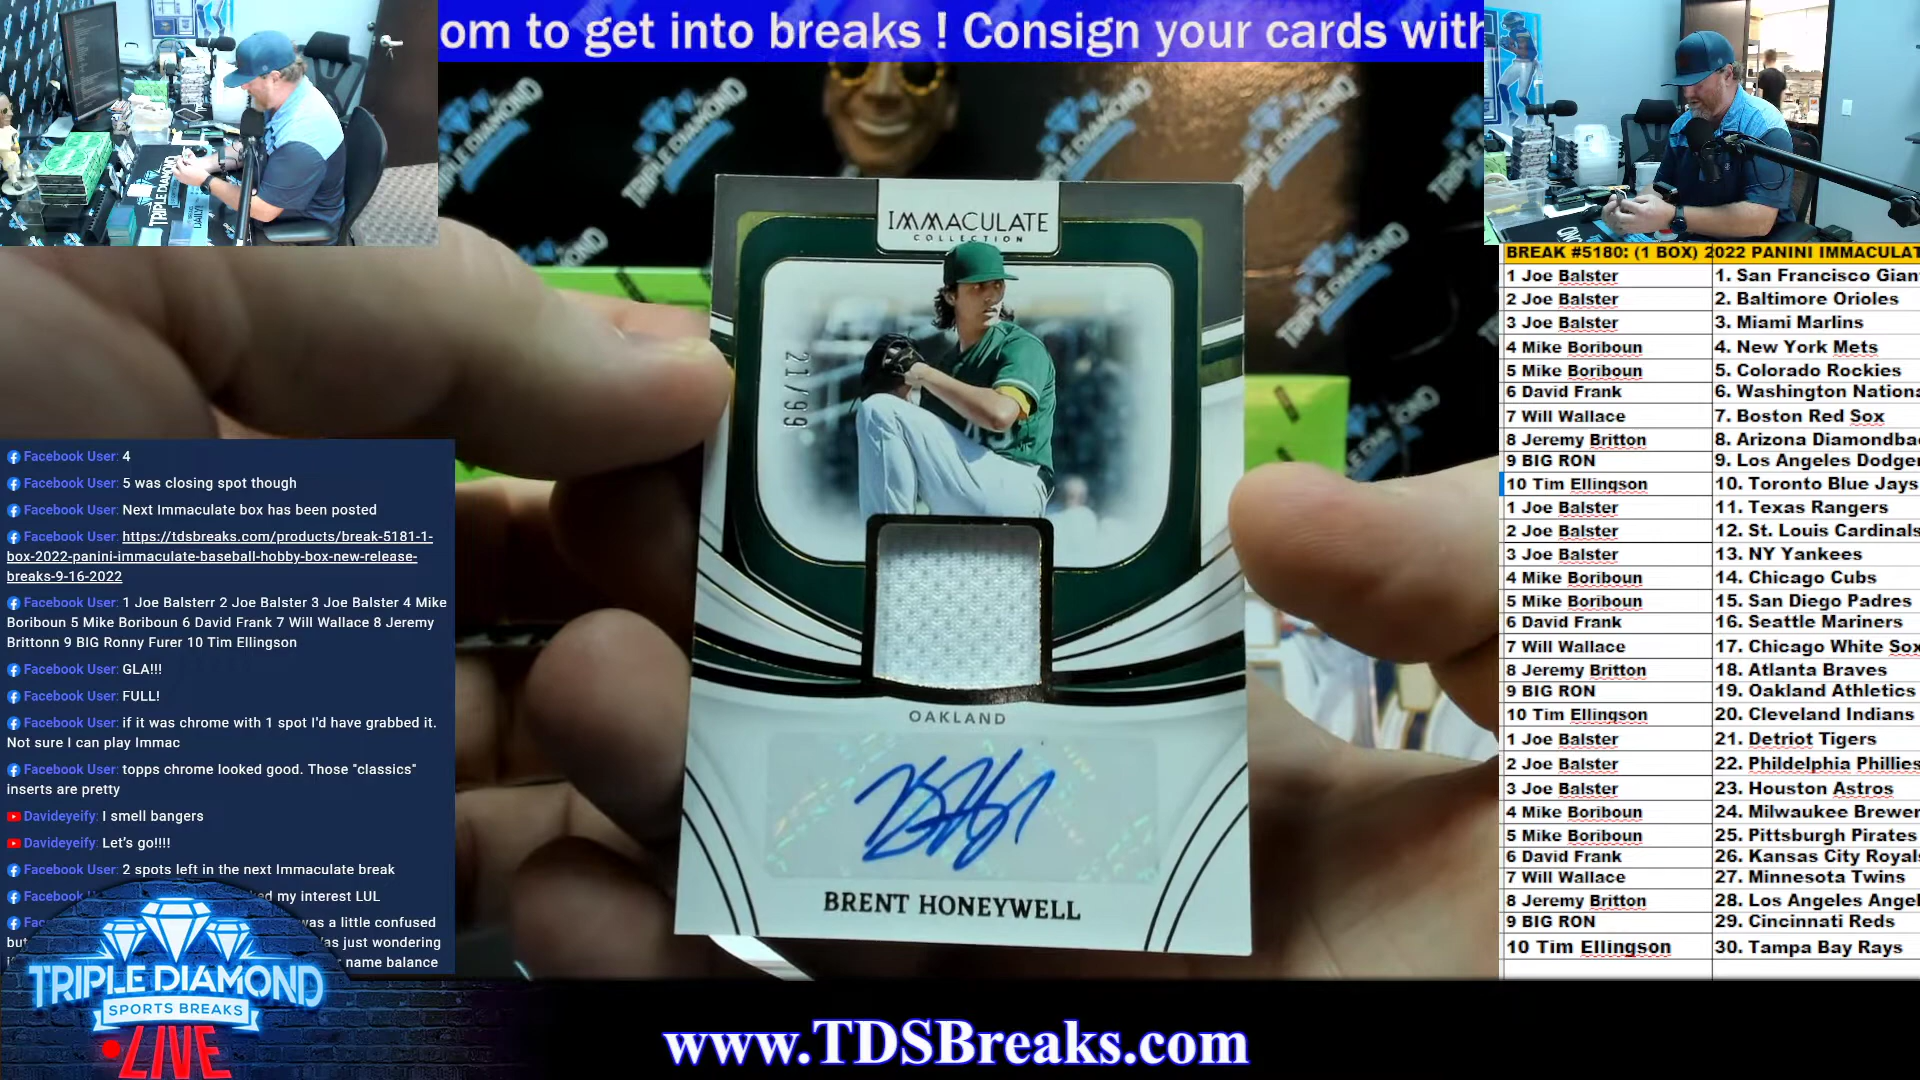 om to get into breaks ! Consign your cards with
IMMACULATE
COLLECTION
21/99
OAKLAND
BRENT HONEYWELL
Facebook User: 4
Facebook User: 5 was closing spot though
Facebook User: Next Immaculate box has been posted
Facebook User: https://tdsbreaks.com/products/break-5181-1-
box-2022-panini-immaculate-baseball-hobby-box-new-release-
breaks-9-16-2022
Facebook User: 1 Joe Balsterr 2 Joe Balster 3 Joe Balster 4 Mike
Boriboun 5 Mike Boriboun 6 David Frank 7 Will Wallace 8 Jeremy
Brittonn 9 BIG Ronny Furer 10 Tim Ellingson
Facebook User: GLA!!!
Facebook User: FULL!
Facebook User: if it was chrome with 1 spot I'd have grabbed it.
Not sure I can play Immac
Facebook User: topps chrome looked good. Those "classics"
inserts are pretty
Davideyeify: I smell bangers
Davideyeify: Let's go!!!!
Facebook User: 2 spots left in the next Immaculate break
Facebook my interest LUL
was a little confused
but just wondering
name balance
TRIPLE DIAMOND
SPORTS BREAKS
LIVE
BREAK #5180: (1 BOX) 2022 PANINI IMMACULAT
1 Joe Balster 1. San Francisco Gian
2 Joe Balster 2. Baltimore Orioles
3 Joe Balster 3. Miami Marlins
4 Mike Boriboun 4. New York Mets
5 Mike Boriboun 5. Colorado Rockies
6 David Frank 6. Washington Nationa
7 Will Wallace 7. Boston Red Sox
8 Jeremy Britton 8. Arizona Diamondba
9 BIG RON 9. Los Angeles Dodger
10 Tim Ellingson 10. Toronto Blue Jays
1 Joe Balster 11. Texas Rangers
2 Joe Balster 12. St. Louis Cardinals
3 Joe Balster 13. NY Yankees
4 Mike Boriboun 14. Chicago Cubs
5 Mike Boriboun 15. San Diego Padres
6 David Frank 16. Seattle Mariners
7 Will Wallace 17. Chicago White Sox
8 Jeremy Britton 18. Atlanta Braves
9 BIG RON 19. Oakland Athletics
10 Tim Ellingson 20. Cleveland Indians
1 Joe Balster 21. Detriot Tigers
2 Joe Balster 22. Phildelphia Phillies
3 Joe Balster 23. Houston Astros
4 Mike Boriboun 24. Milwaukee Brewer
5 Mike Boriboun 25. Pittsburgh Pirates
6 David Frank 26. Kansas City Royals
7 Will Wallace 27. Minnesota Twins
8 Jeremy Britton 28. Los Angeles Angel
9 BIG RON 29. Cincinnati Reds
10 Tim Ellingson 30. Tampa Bay Rays
www.TDSBreaks.com